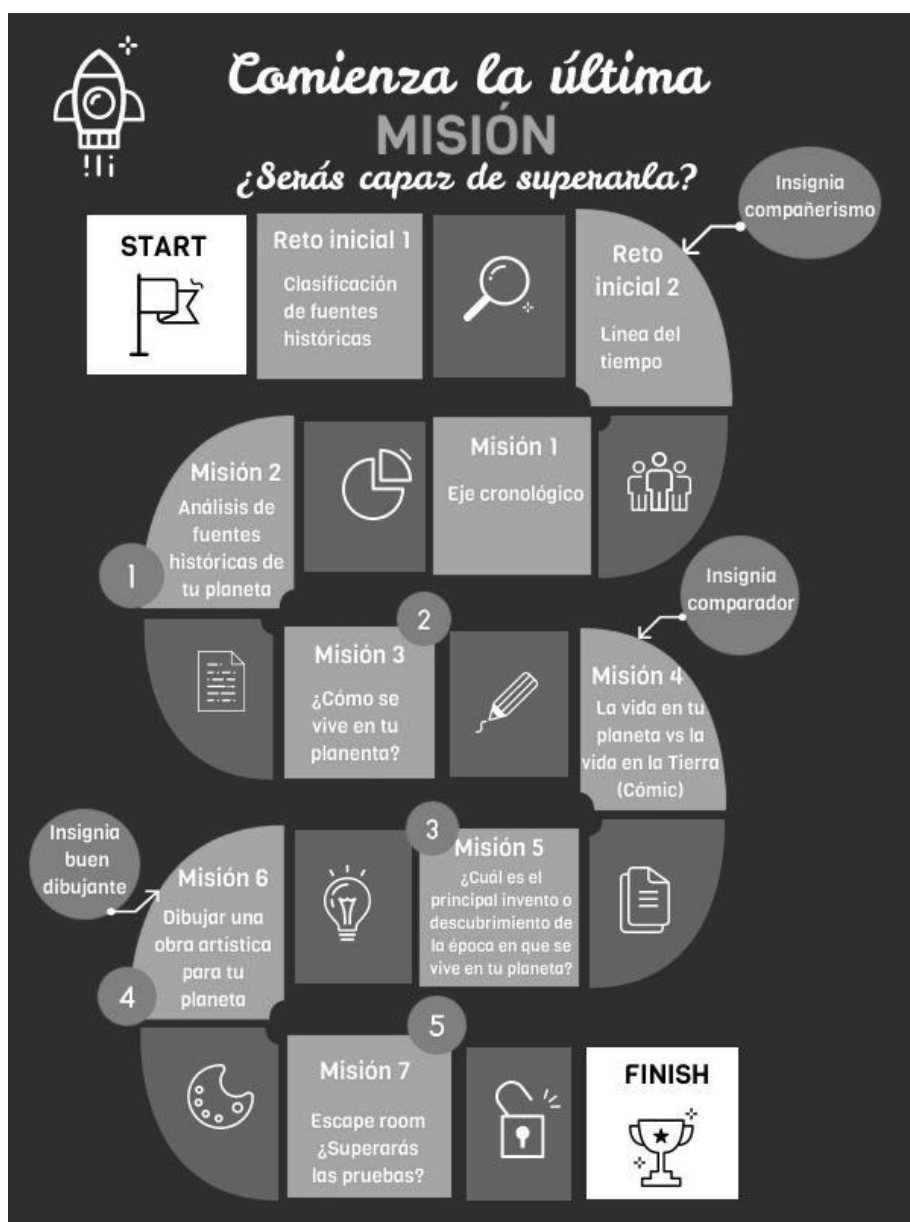 Comienza la última
MISIÓN
¿Serás capaz de superarla?
Insignia
compañerismo
START
Reto inicial 1
Clasificación
de fuentes
históricas
Reto
inicial 2
Línea del
tiempo
Misión 1
Eje cronológico
Misión 2
Análisis de
fuentes
históricas de
tu planeta
1
Insignia
comparador
2
Misión 3
¿Cómo se
vive en tu
planenta?
Misión 4
La vida en tu
planeta vs la
vida en la Tierra
(Cómic)
3
Misión 5
¿Cuál es el
principal invento o
descubrimiento de
la época en que se
vive en tu planeta?
Insignia
buen
dibujante
Misión 6
Dibujar una
obra artística
para tu
planeta
4
5
Misión 7
Escape room
¿Superarás
las pruebas?
FINISH